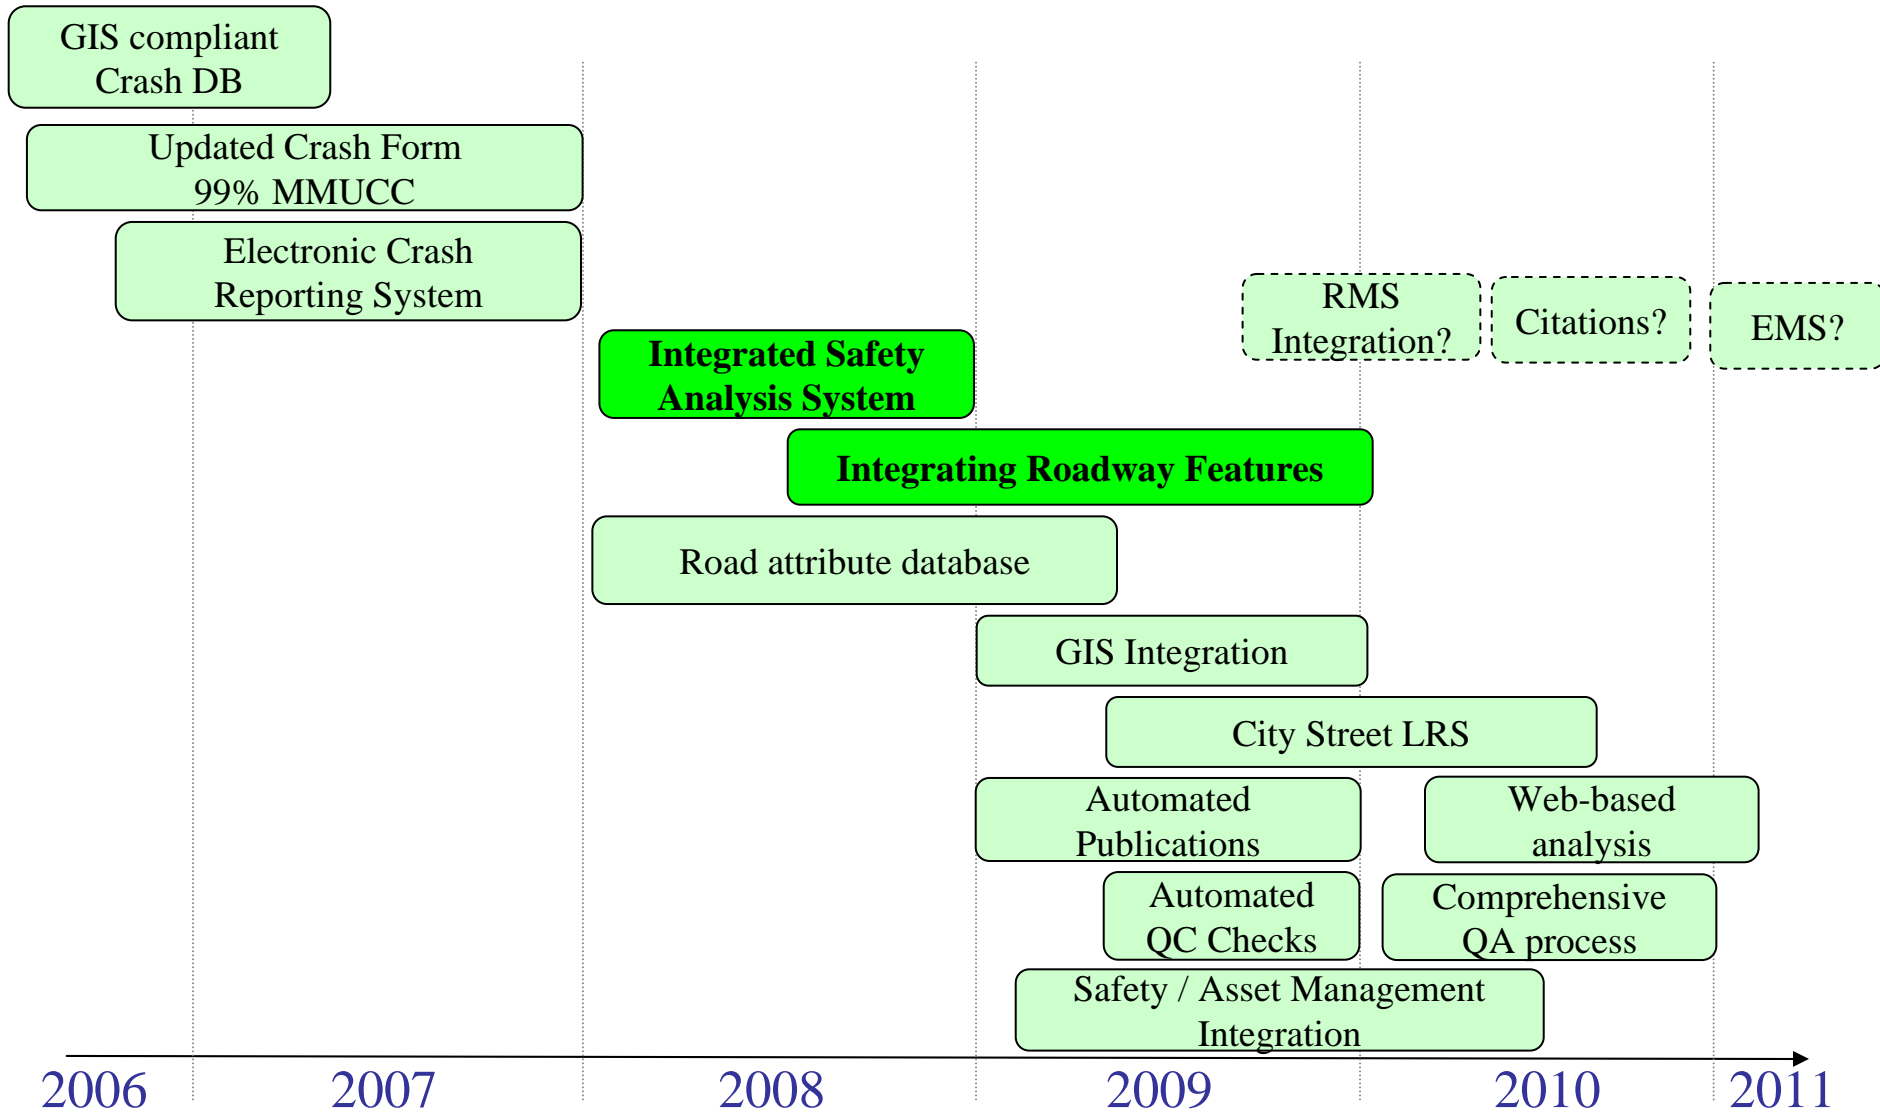 GIS compliant
Crash DB
Updated Crash Form
99% MMUCC
Electronic Crash
Reporting System
RMS
Integration?
Citations?
EMS?
Integrated Safety
Analysis System
Integrating Roadway Features
Road attribute database
GIS Integration
City Street LRS
Automated
Publications
Web-based
analysis
Automated
QC Checks
Comprehensive
QA process
Safety / Asset Management
Integration
2006 2007 2008 2009 2010 2011